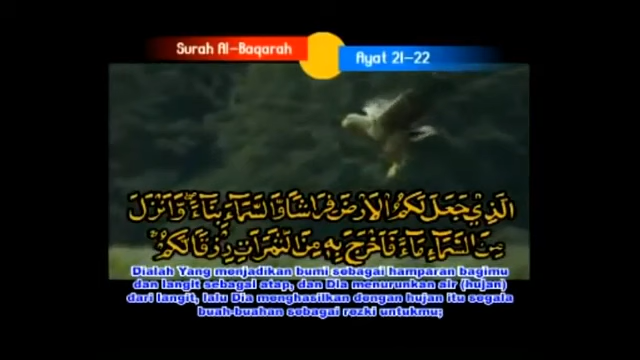 Surah Al-Baqarah
Ayat 21-22
الَّذِي جَعَلَ لَكُمُ الْأَرْضَ فِرَاشًا وَالسَّمَاءَ بِنَاءً وَأَنْزَلَ
مِنَ السَّمَاءِ مَاءً فَأَخْرَجَ بِهِ مِنَ الثَّمَرَاتِ رِزْقًا لَكُمْ
Dialah Yang menjadikan bumi sebagai hamparan bagimu
dan langit sebagai atap, dan Dia menurunkan air (hujan)
dari langit, lalu Dia menghasilkan dengan hujan itu segala
buah-buahan sebagai rezki untukmu;